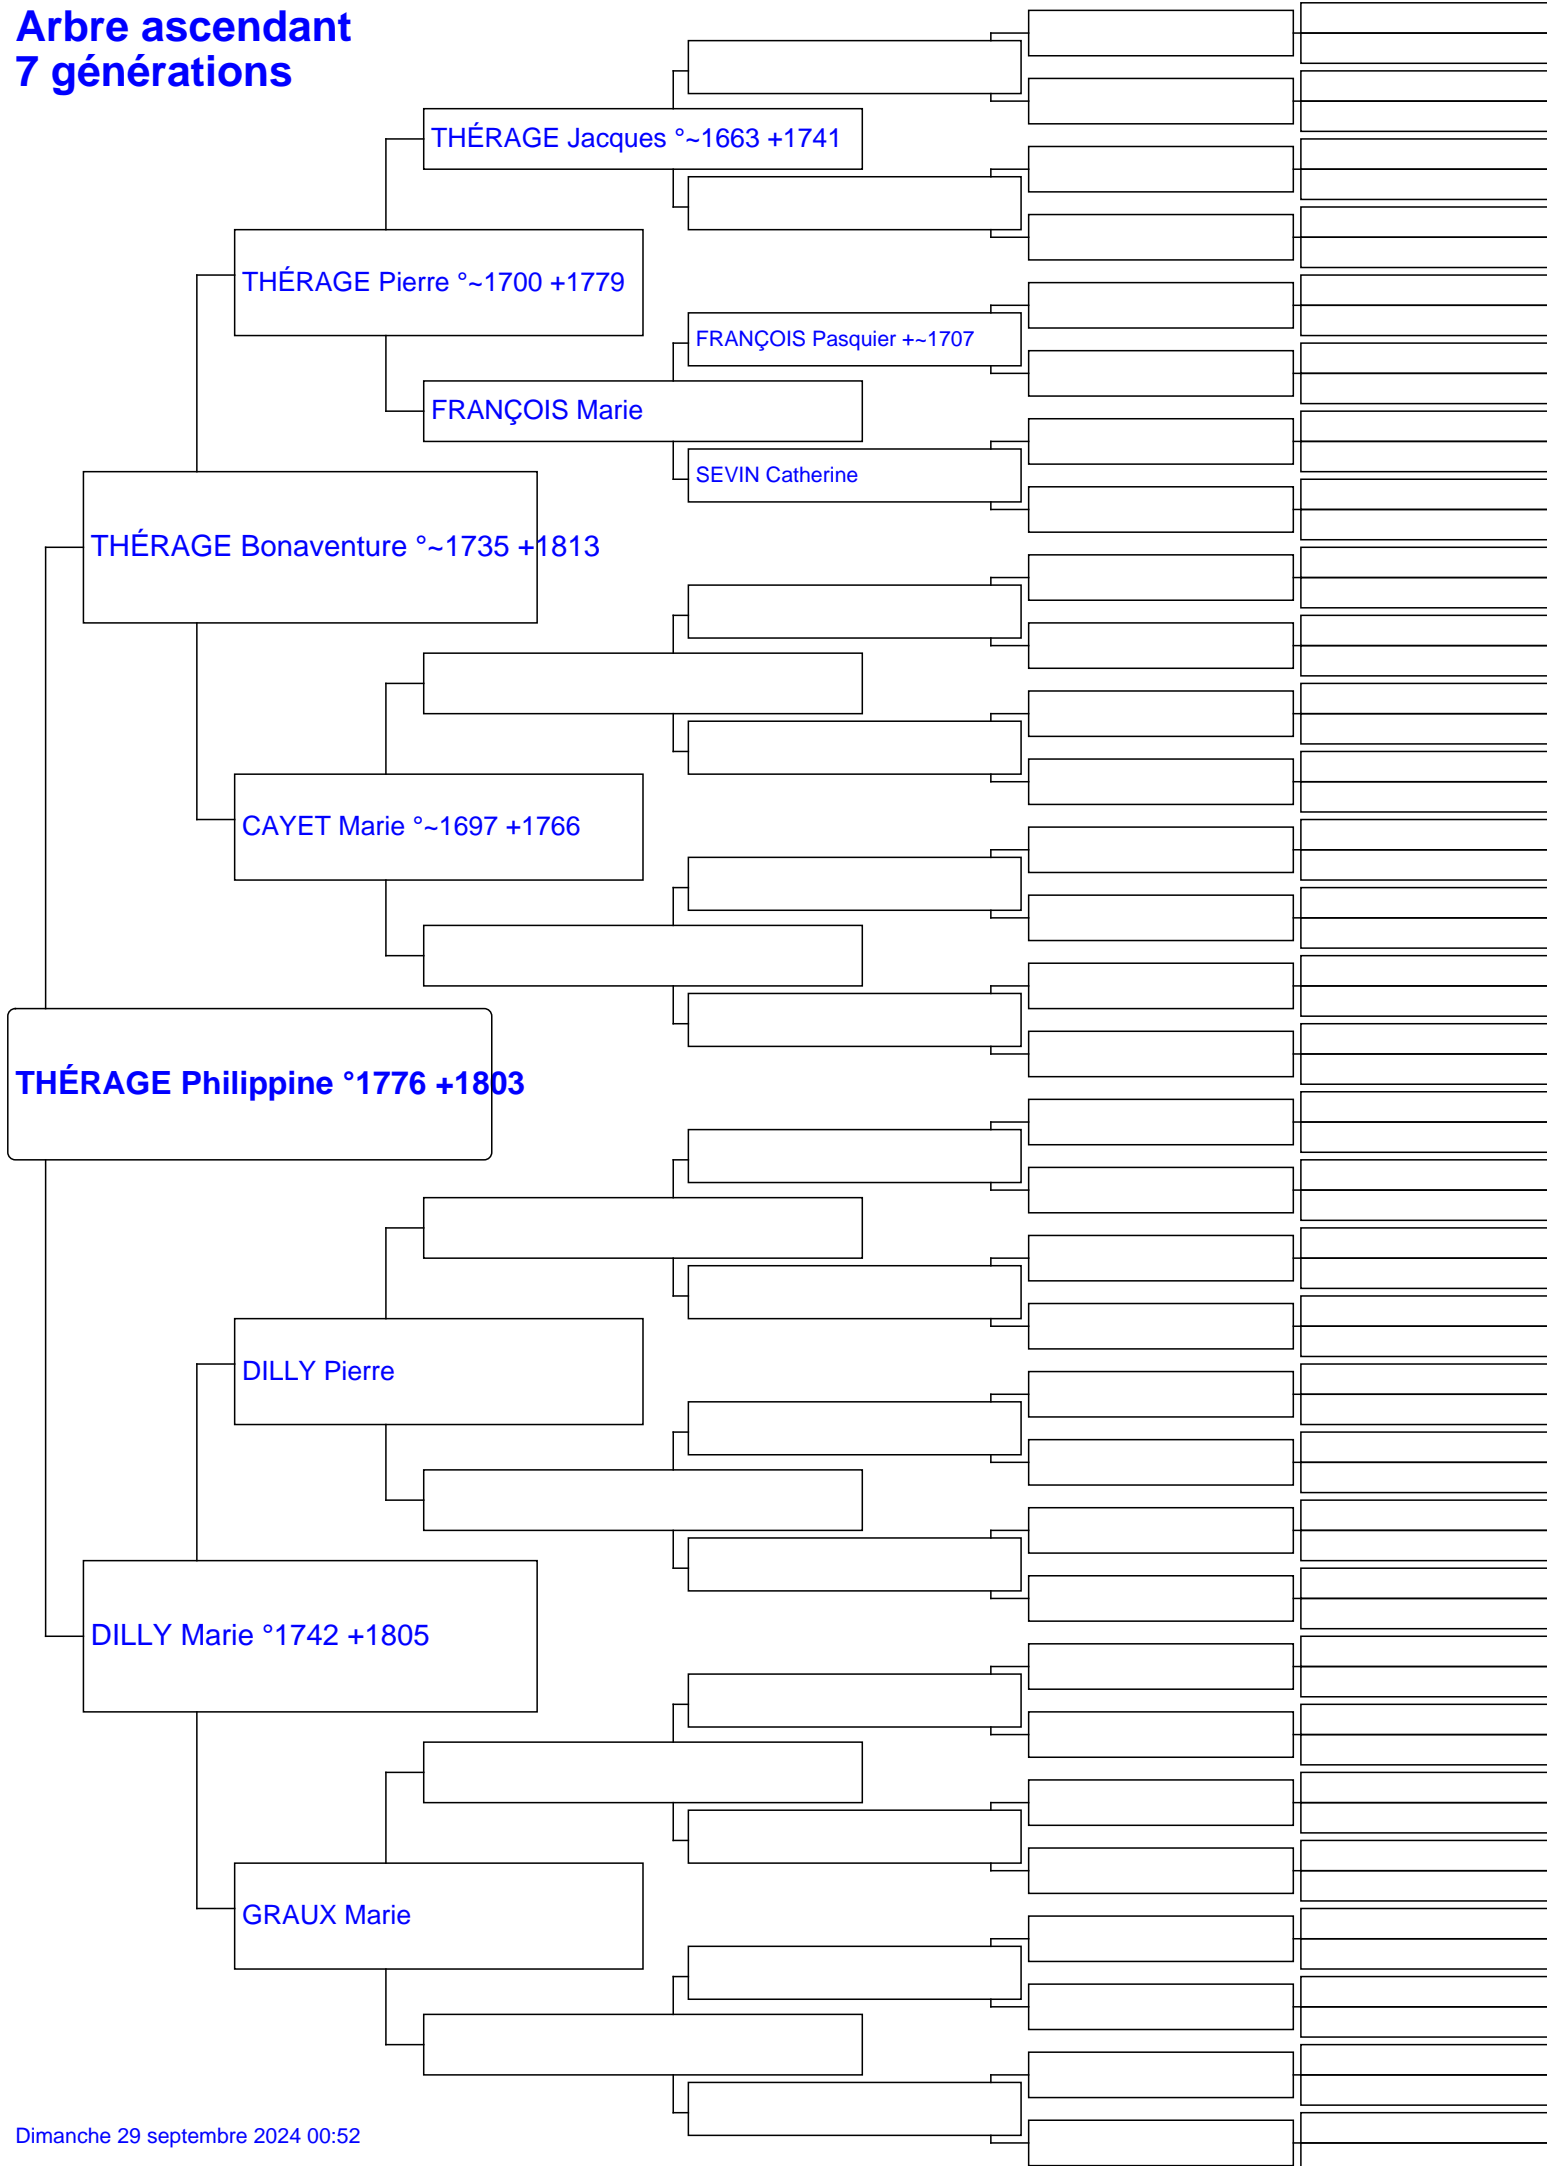 Arbre ascendant
7 générations
THÉRAGE Jacques °~1663 +1741
THÉRAGE Pierre °~1700 +1779
FRANÇOIS Pasquier +~1707
FRANÇOIS Marie
SEVIN Catherine
THÉRAGE Bonaventure °~1735 +1813
CAYET Marie °~1697 +1766
THÉRAGE Philippine °1776 +1803
DILLY Pierre
DILLY Marie °1742 +1805
GRAUX Marie
Dimanche 29 septembre 2024 00:52